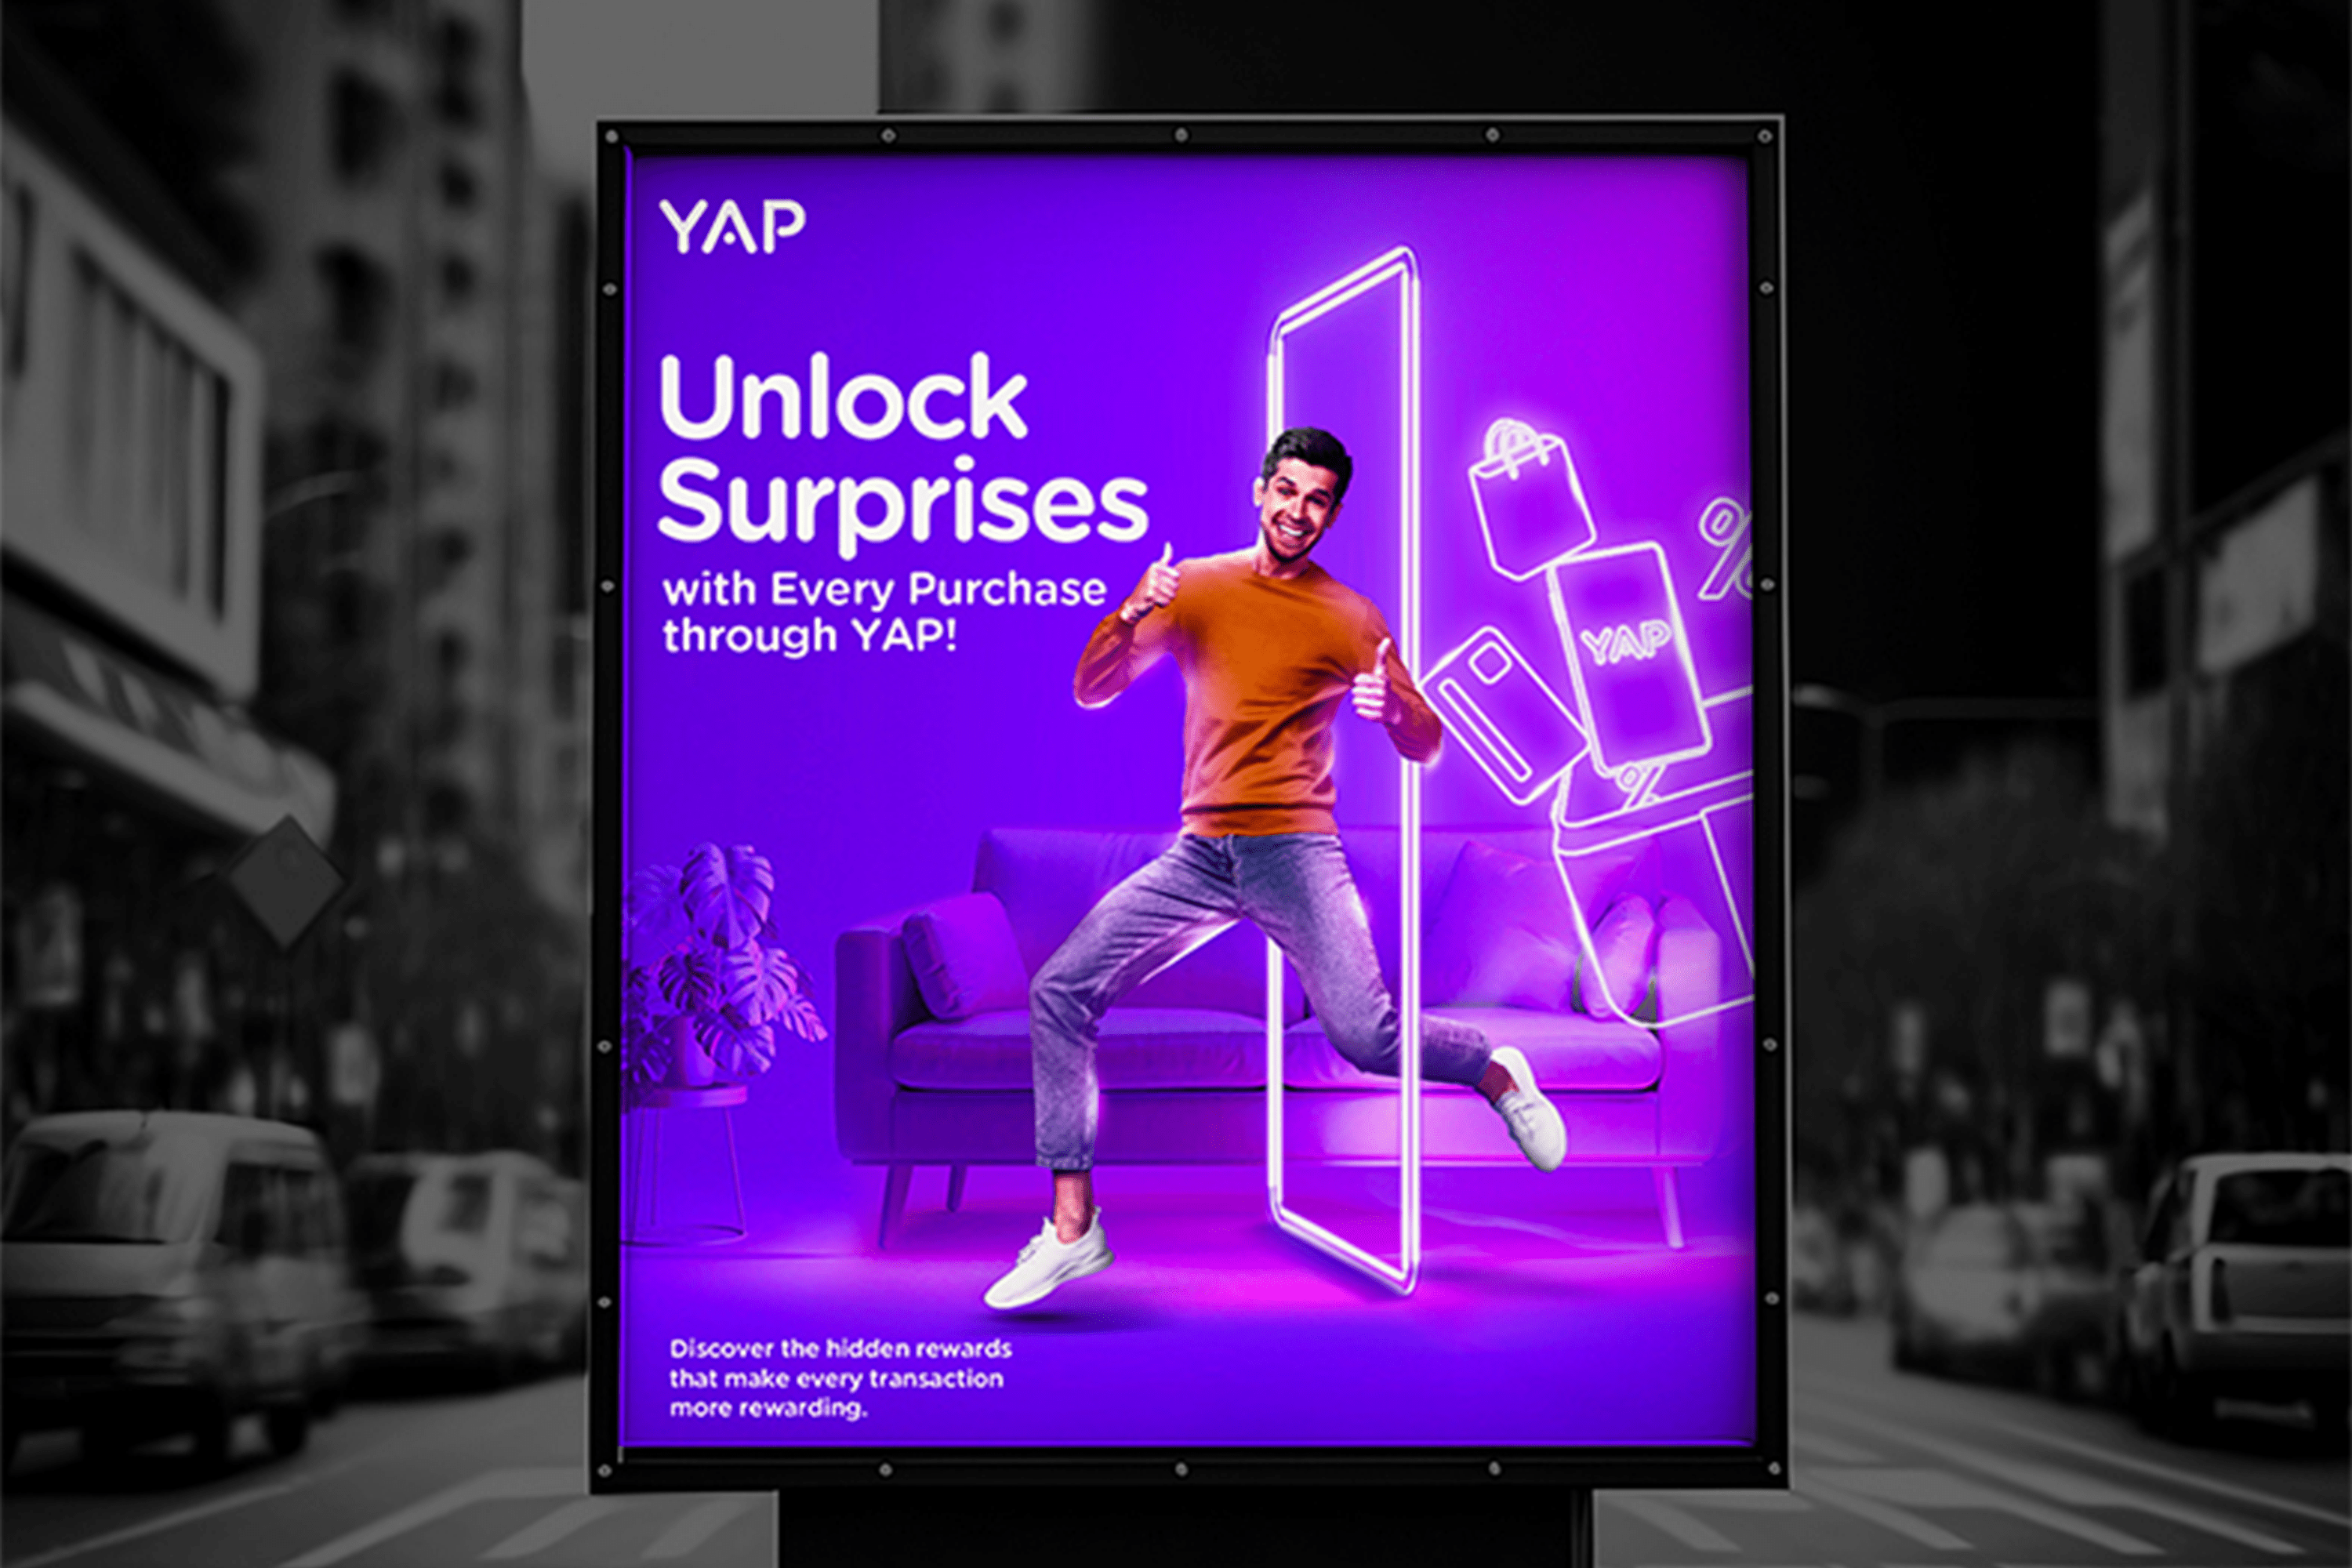 YAP
Unlock
Surprises
with Every Purchase
through YAP!
%
YAP
%
Discover the hidden rewards
that make every transaction
more rewarding.